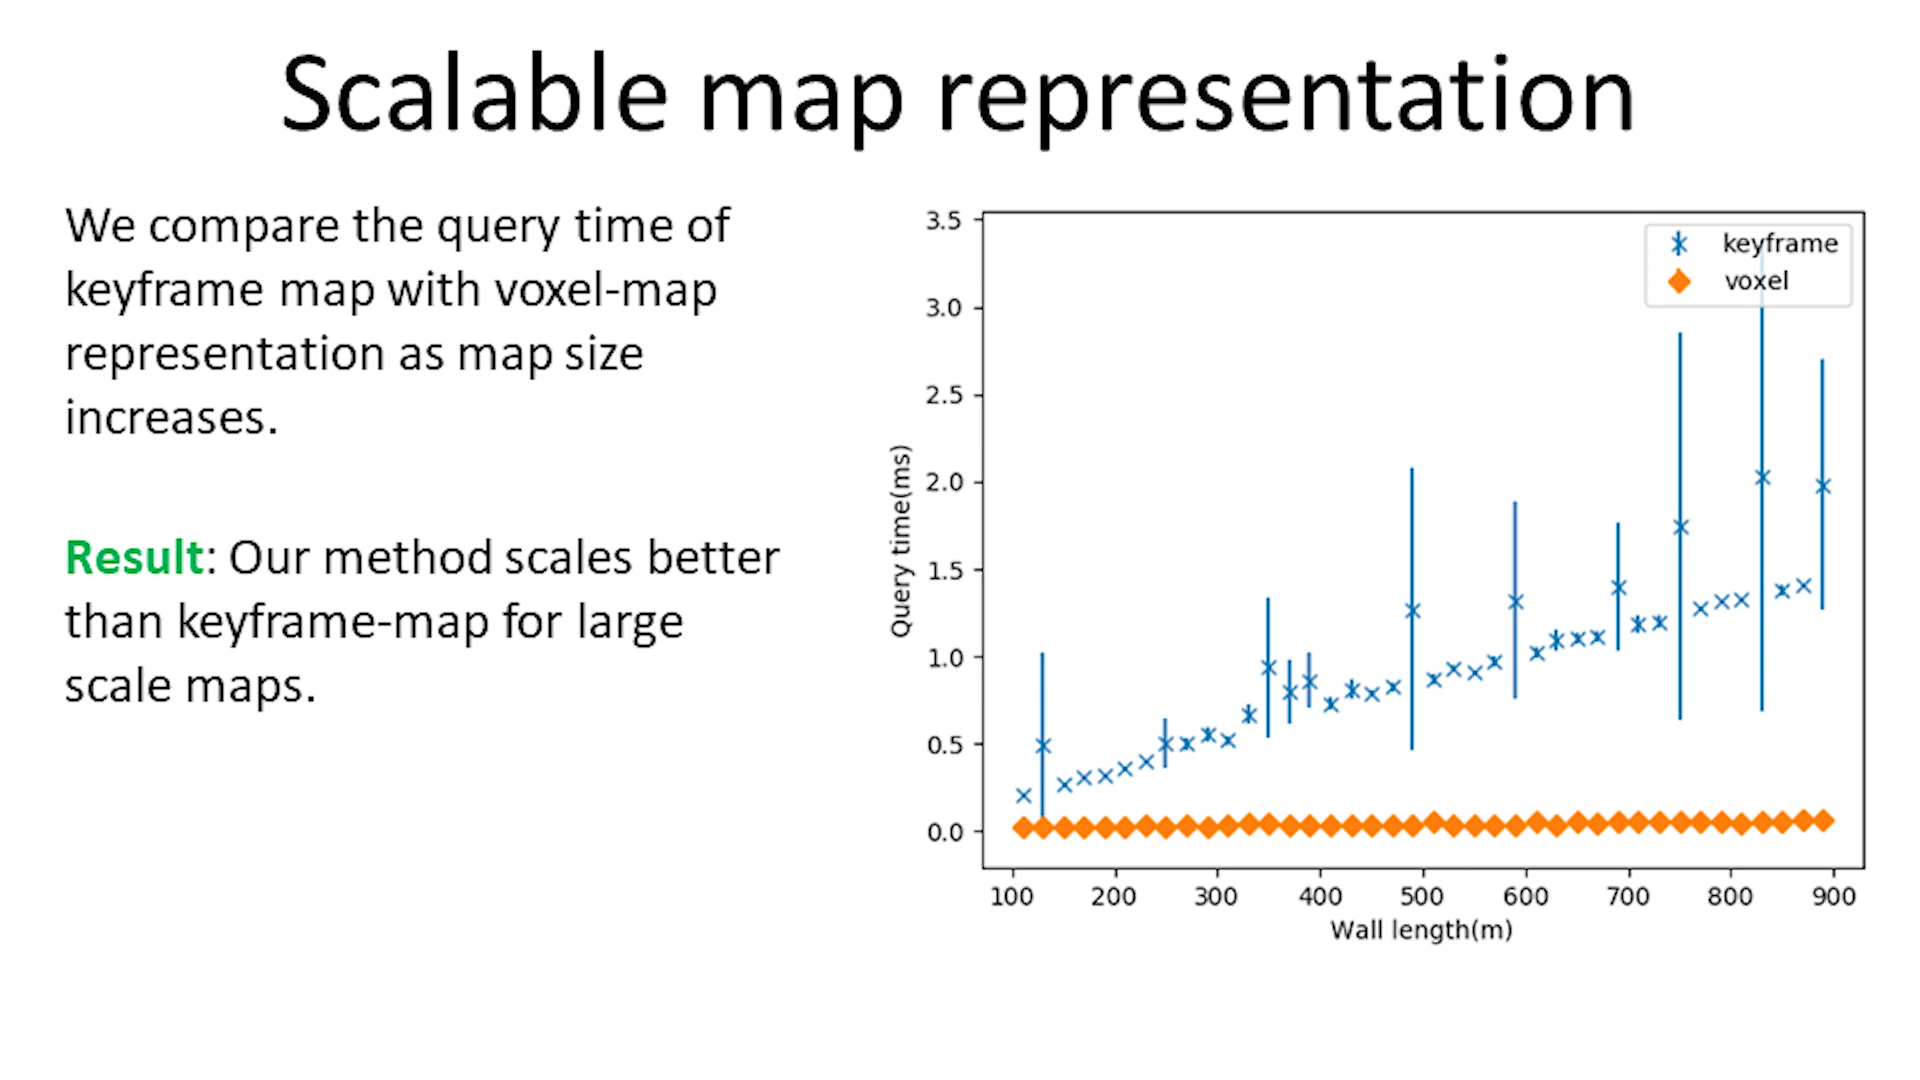 Scalable map representation
We compare the query time of
keyframe map with voxel-map
representation as map size
increases.
Result: Our method scales better
than keyframe-map for large
scale maps.
3.5
3.0
2.5
2.0
1.5
1.0
0.5
0.0
Query time(ms)
keyframe
voxel
100 200 300 400 500 600 700 800 900
Wall length(m)